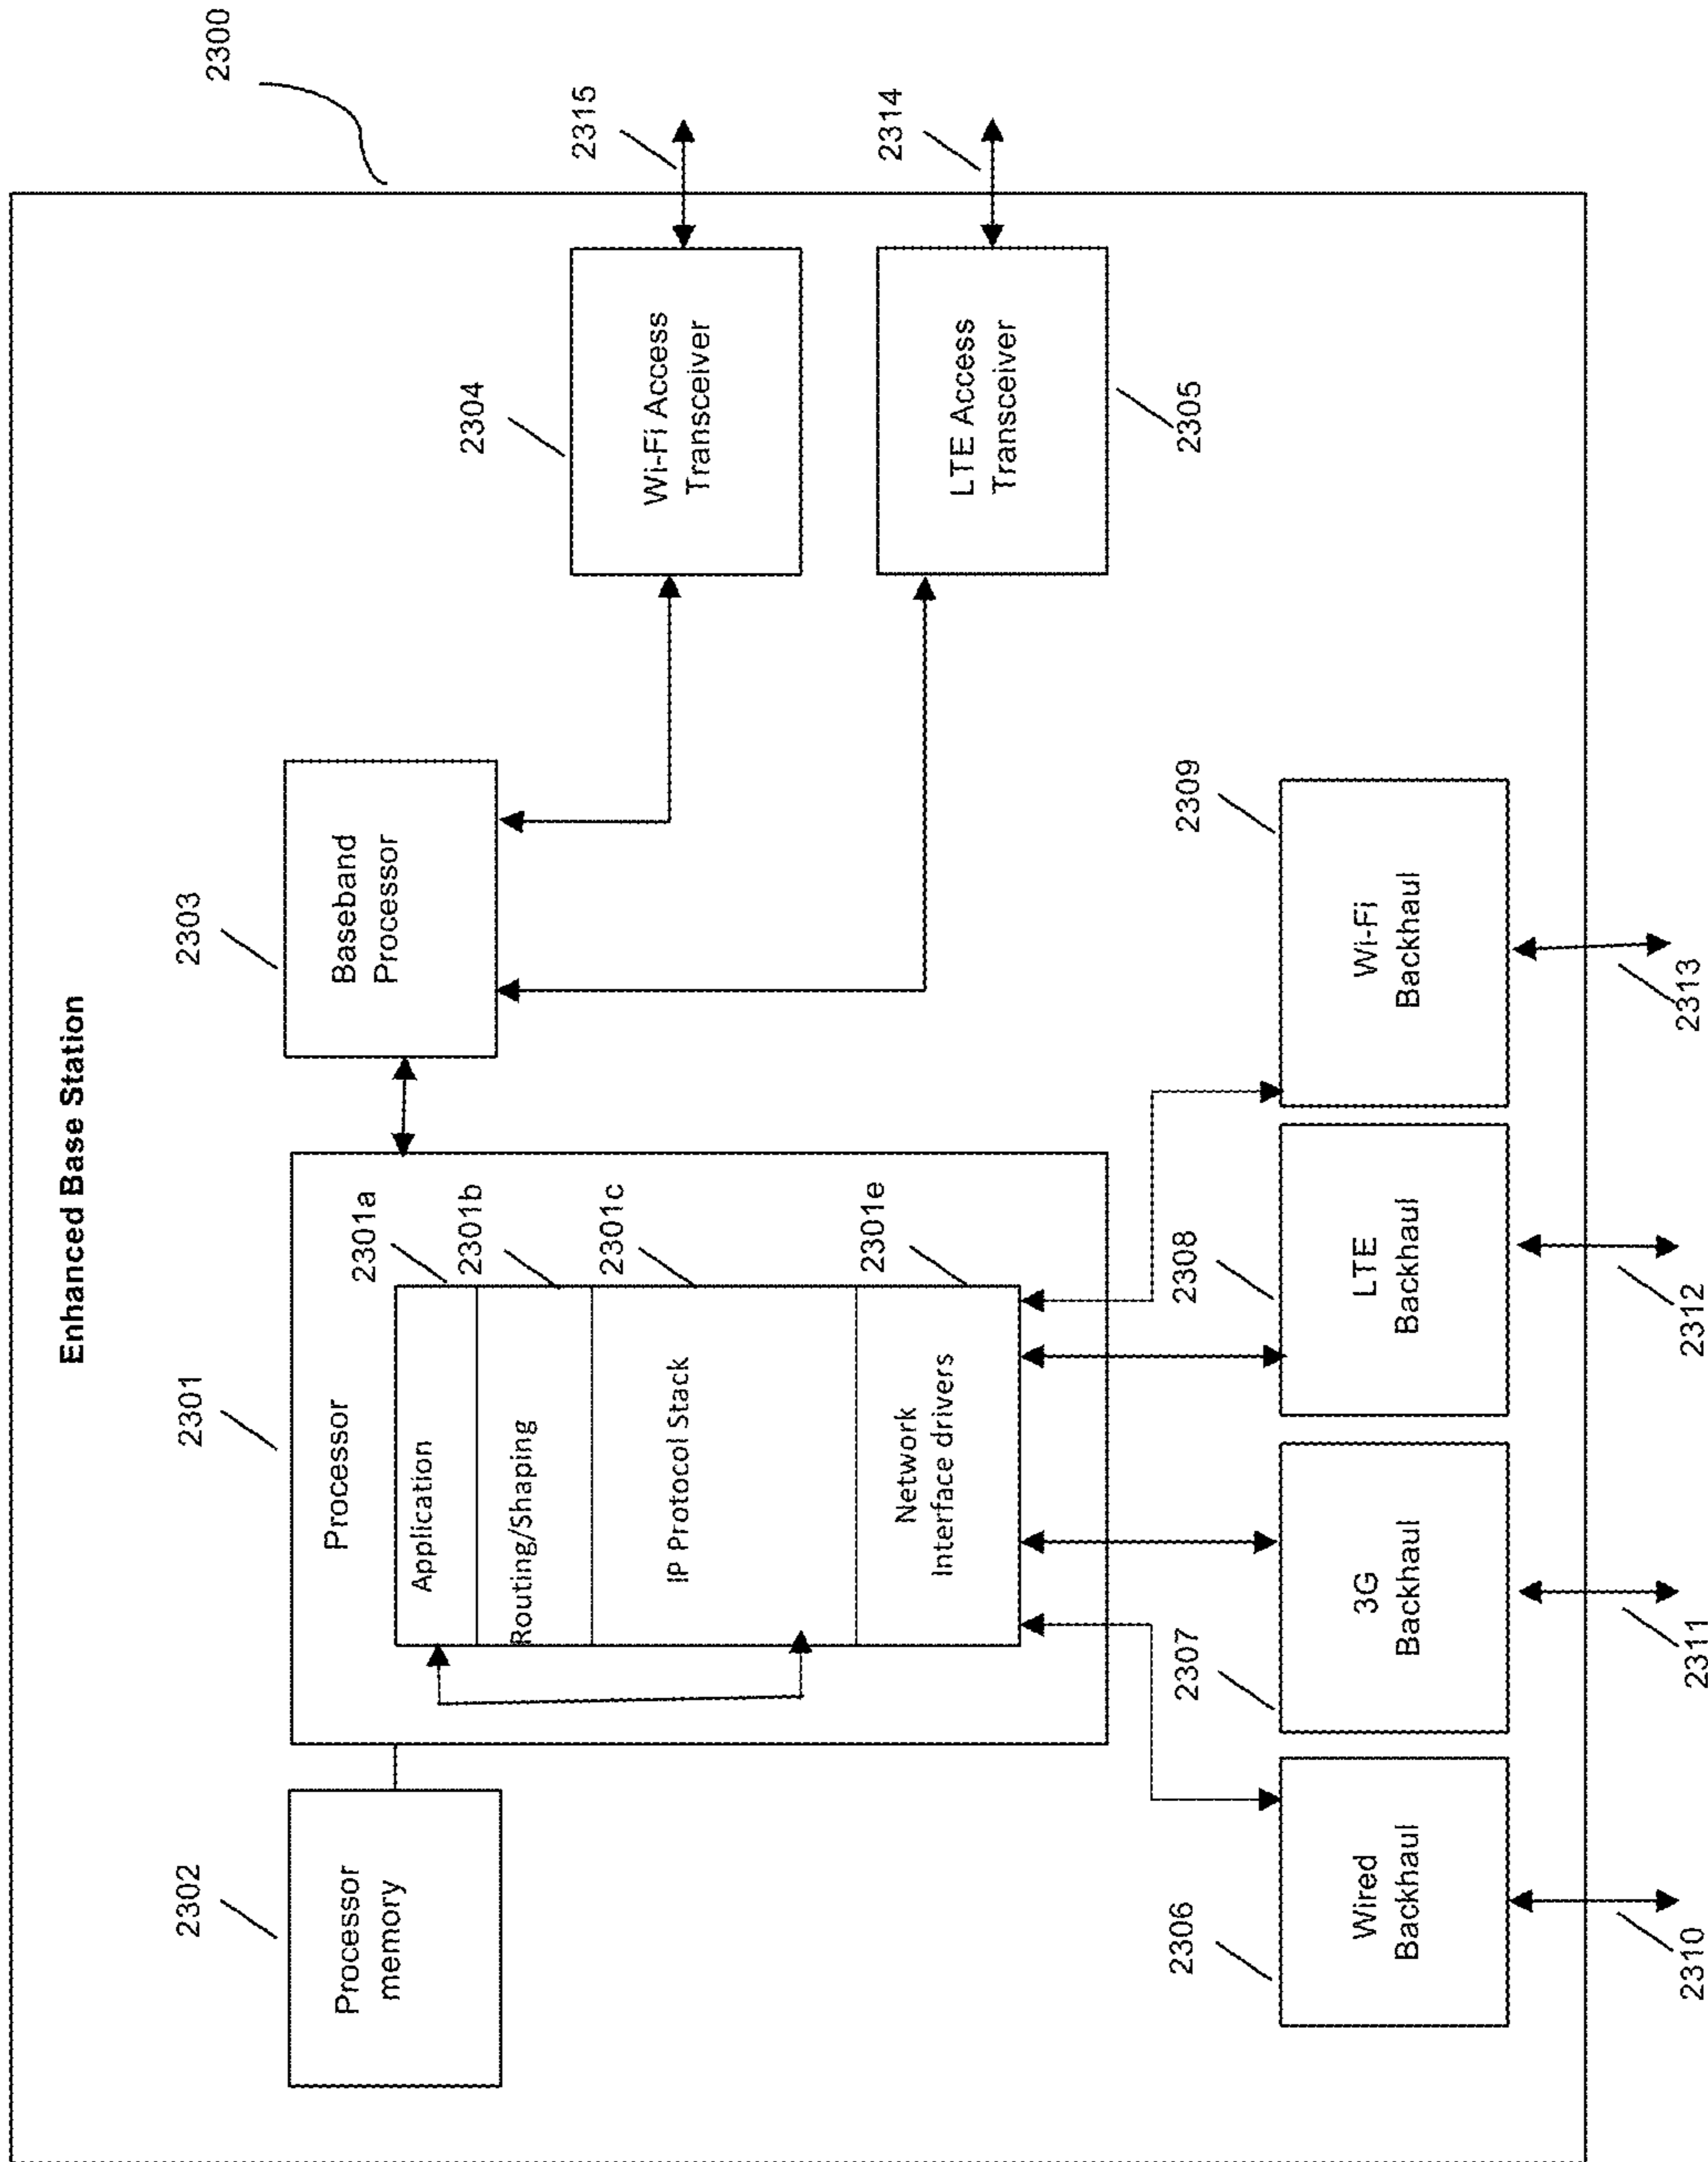 Enhanced Base Station
2300
2302
2301
2303
Processor
memory
Processor
Baseband
Processor
2301a
Application
2301b
Routing/Shaping
2301c
IP Protocol Stack
2301e
Network
Interface drivers
2304
Wi-Fi Access
Transceiver
2315
LTE Access
Transceiver
2314
2305
2306
2307
2308
2309
Wired
Backhaul
3G
Backhaul
LTE
Backhaul
Wi-Fi
Backhaul
2310
2311
2312
2313